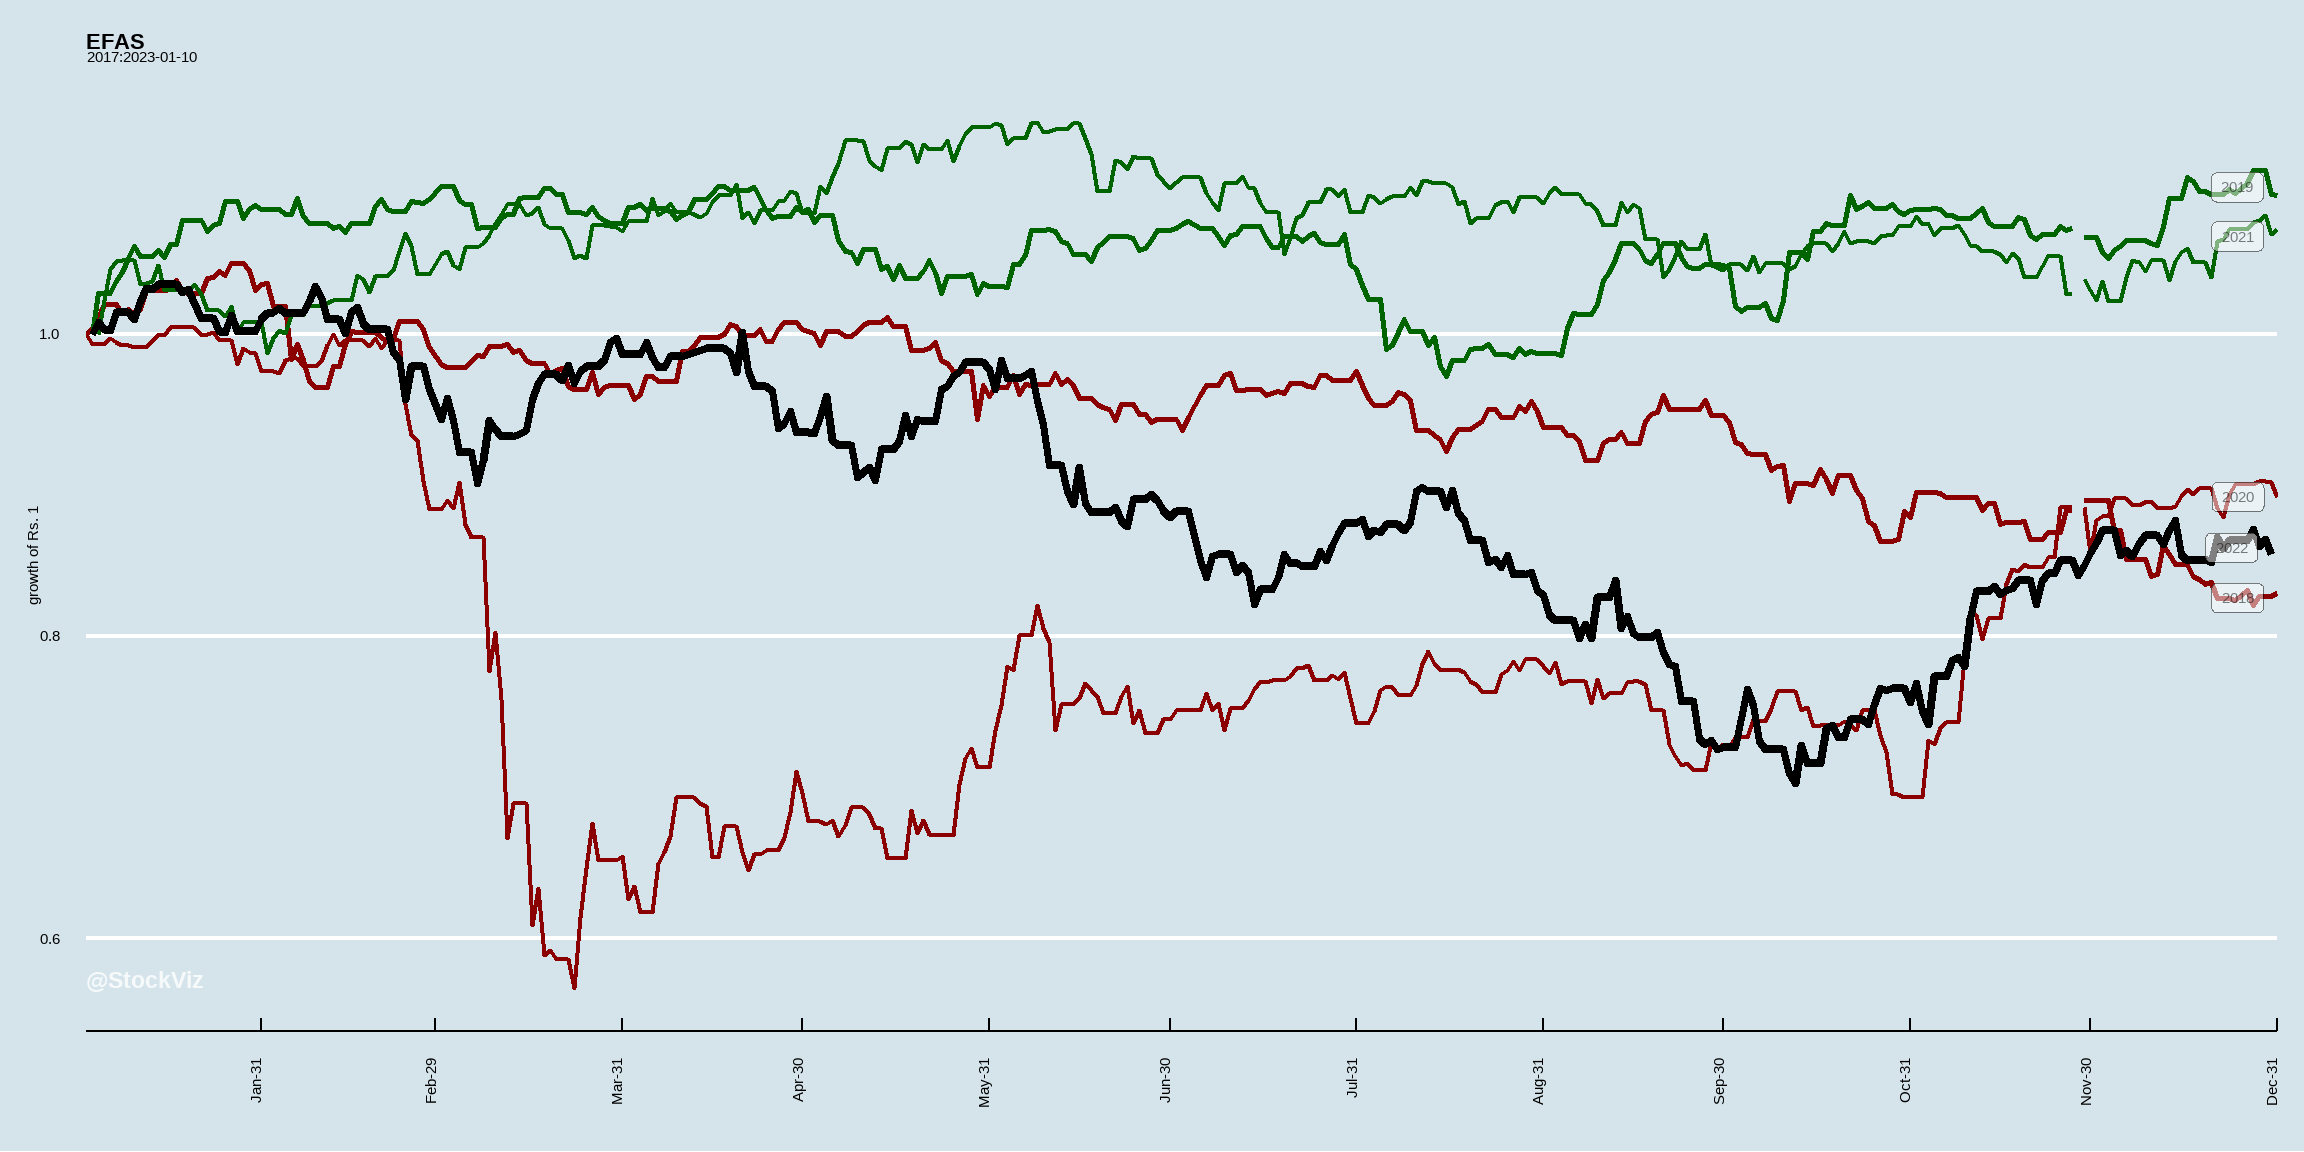 EFAS
2017:2023-01-10
growth of Rs. 1
1.0
0.8
0.6
2019
2021
2020
2022
2018
@StockViz
Jan-31
Feb-29
Mar-31
Apr-30
May-31
Jun-30
Jul-31
Aug-31
Sep-30
Oct-31
Nov-30
Dec-31